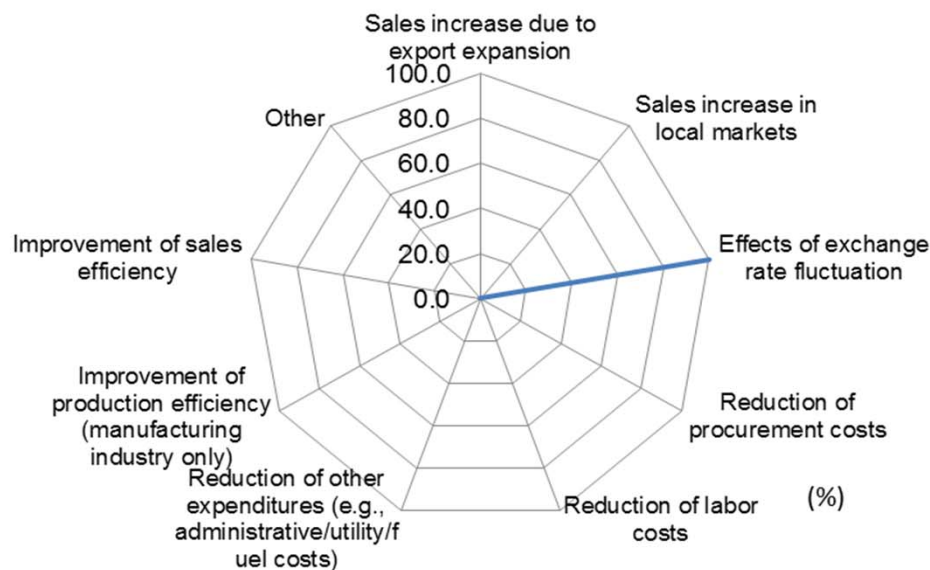 Sales increase due to
export expansion
100.0
80.0
60.0
40.0
20.0
0.0
Sales increase in
local markets
Effects of exchange
rate fluctuation
Reduction of
procurement costs
(%)
Reduction of labor
costs
Reduction of other
expenditures (e.g.,
administrative/utility/f
uel costs)
Improvement of
production efficiency
(manufacturing
industry only)
Improvement of sales
efficiency
Other